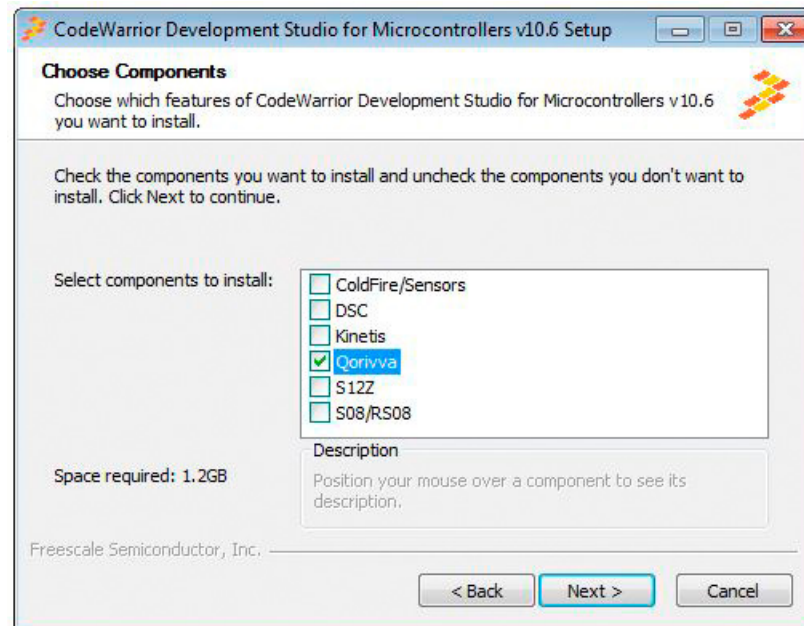 CodeWarrior Development Studio for Microcontrollers v10.6 Setup
Choose Components
Choose which features of CodeWarrior Development Studio for Microcontrollers v10.6
you want to install.
Check the components you want to install and uncheck the components you don't want to
install. Click Next to continue.
Select components to install:
ColdFire/Sensors
DSC
Kinetis
Qorivva
S12Z
S08/RS08
Space required: 1.2GB
Description
Position your mouse over a component to see its
description.
Freescale Semiconductor, Inc.
< Back
Next >
Cancel